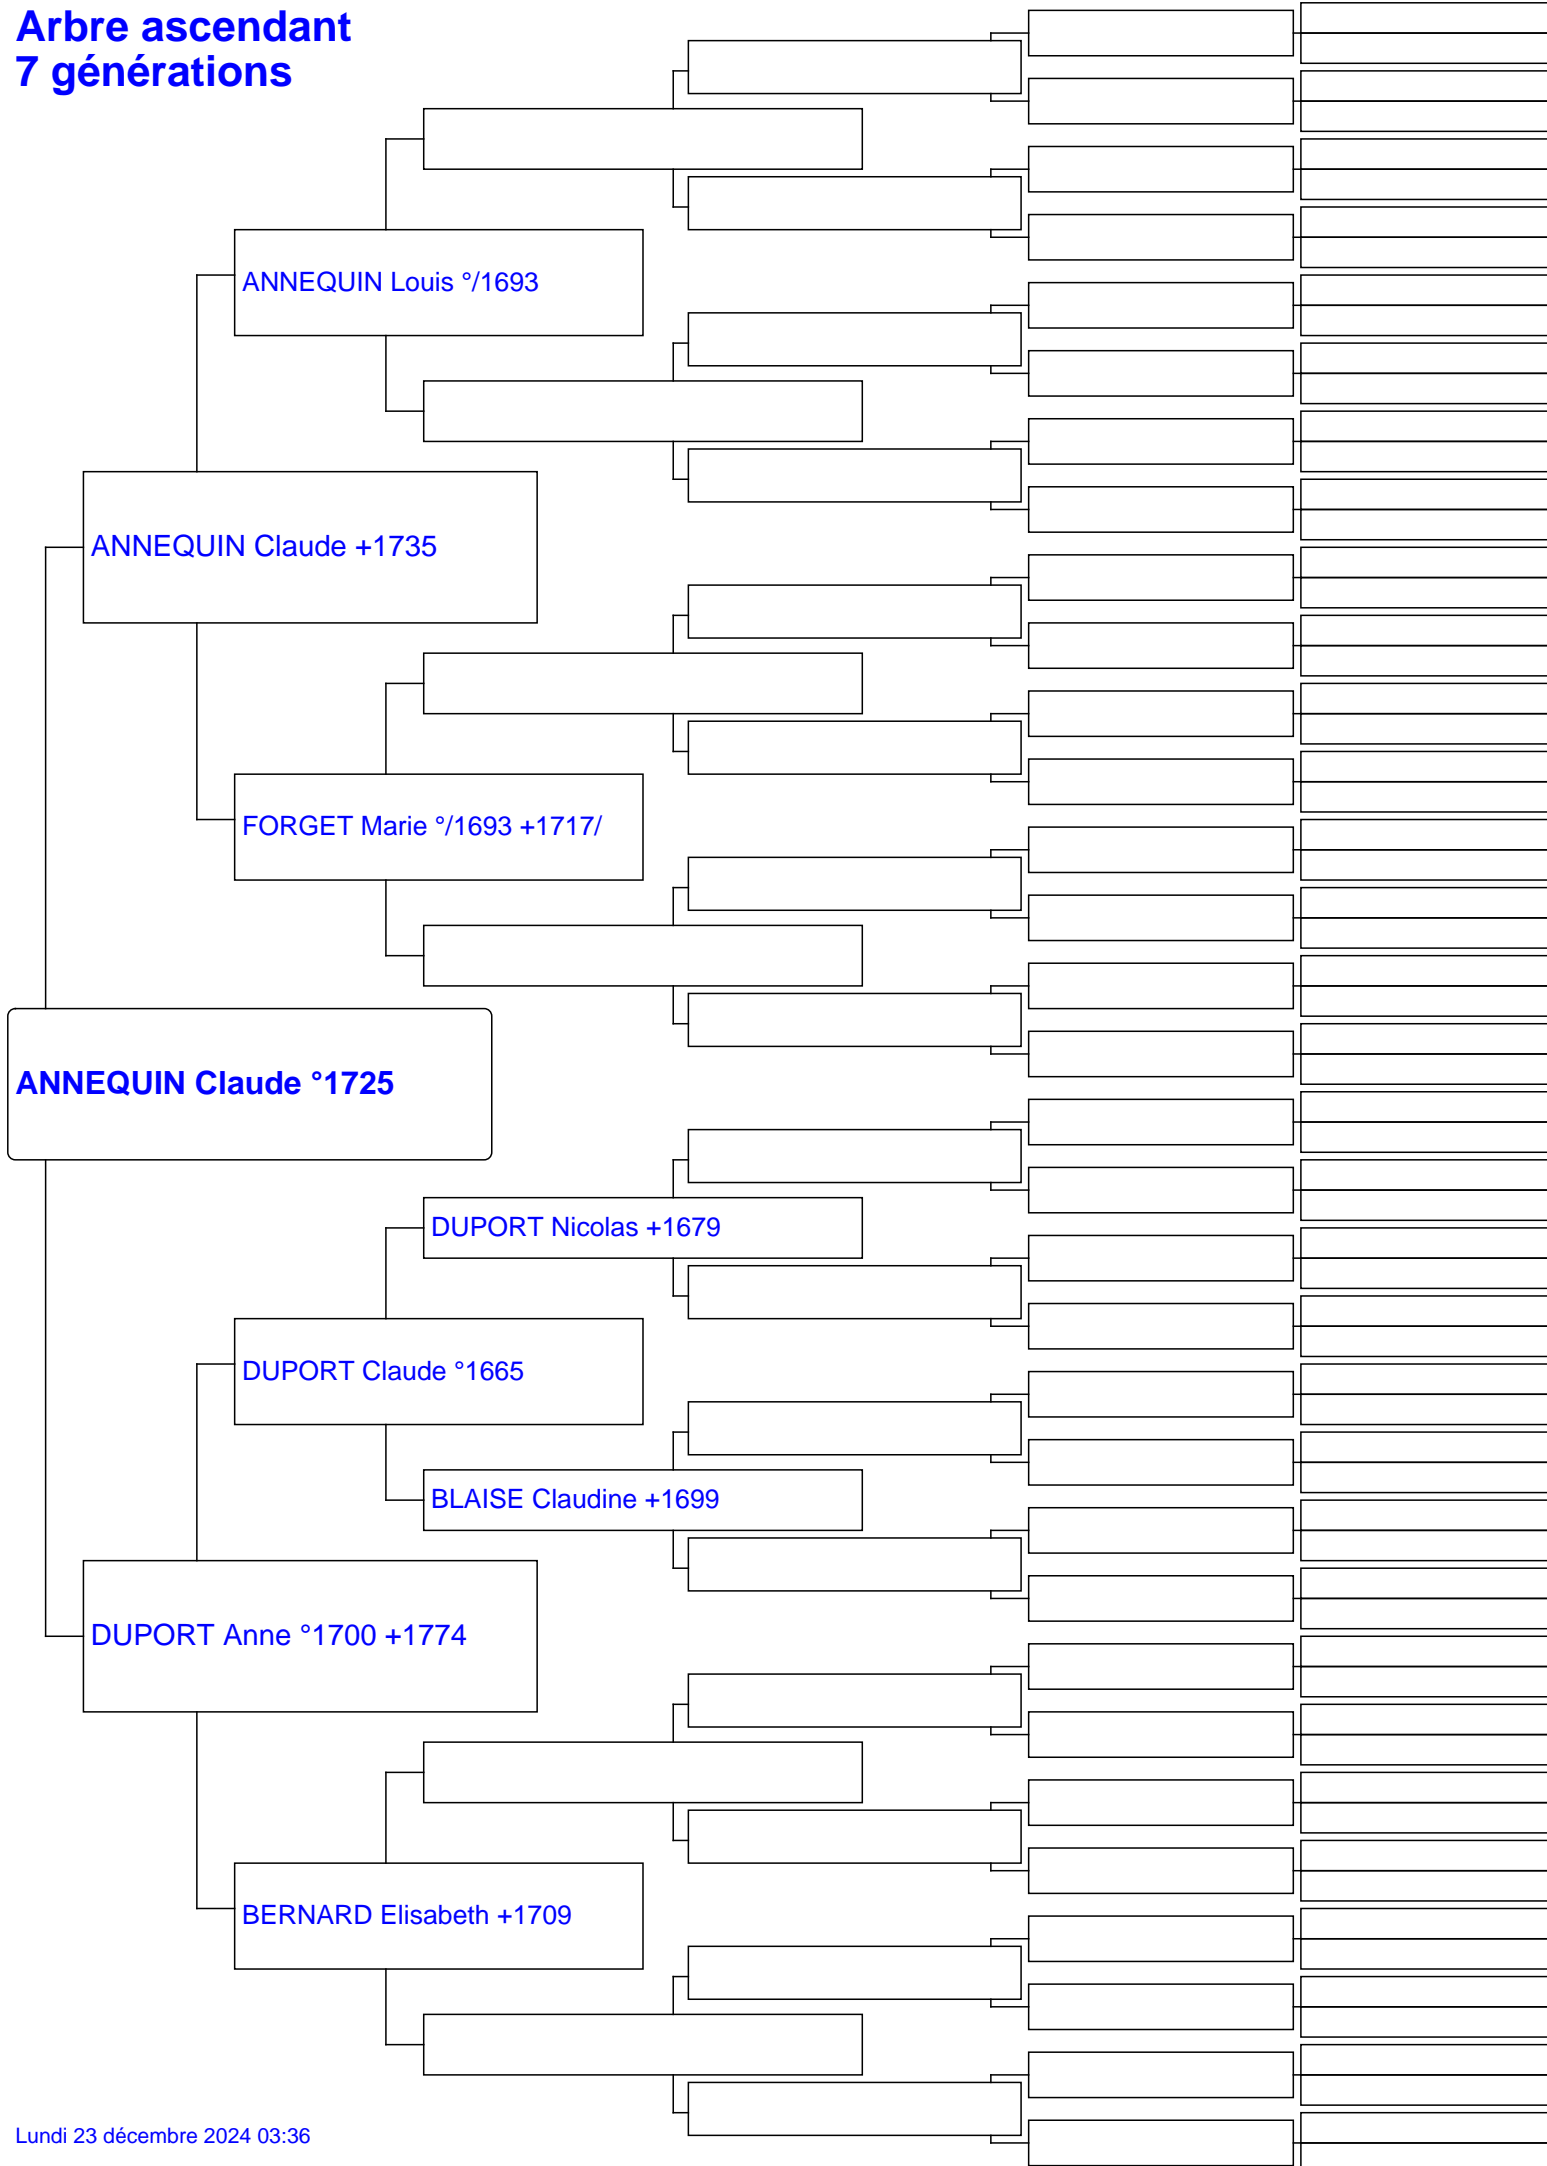 Arbre ascendant
7 générations
ANNEQUIN Louis °/1693
ANNEQUIN Claude +1735
FORGET Marie °/1693 +1717/
ANNEQUIN Claude °1725
DUPORT Nicolas +1679
DUPORT Claude °1665
BLAISE Claudine +1699
DUPORT Anne °1700 +1774
BERNARD Elisabeth +1709
Lundi 23 décembre 2024 03:36